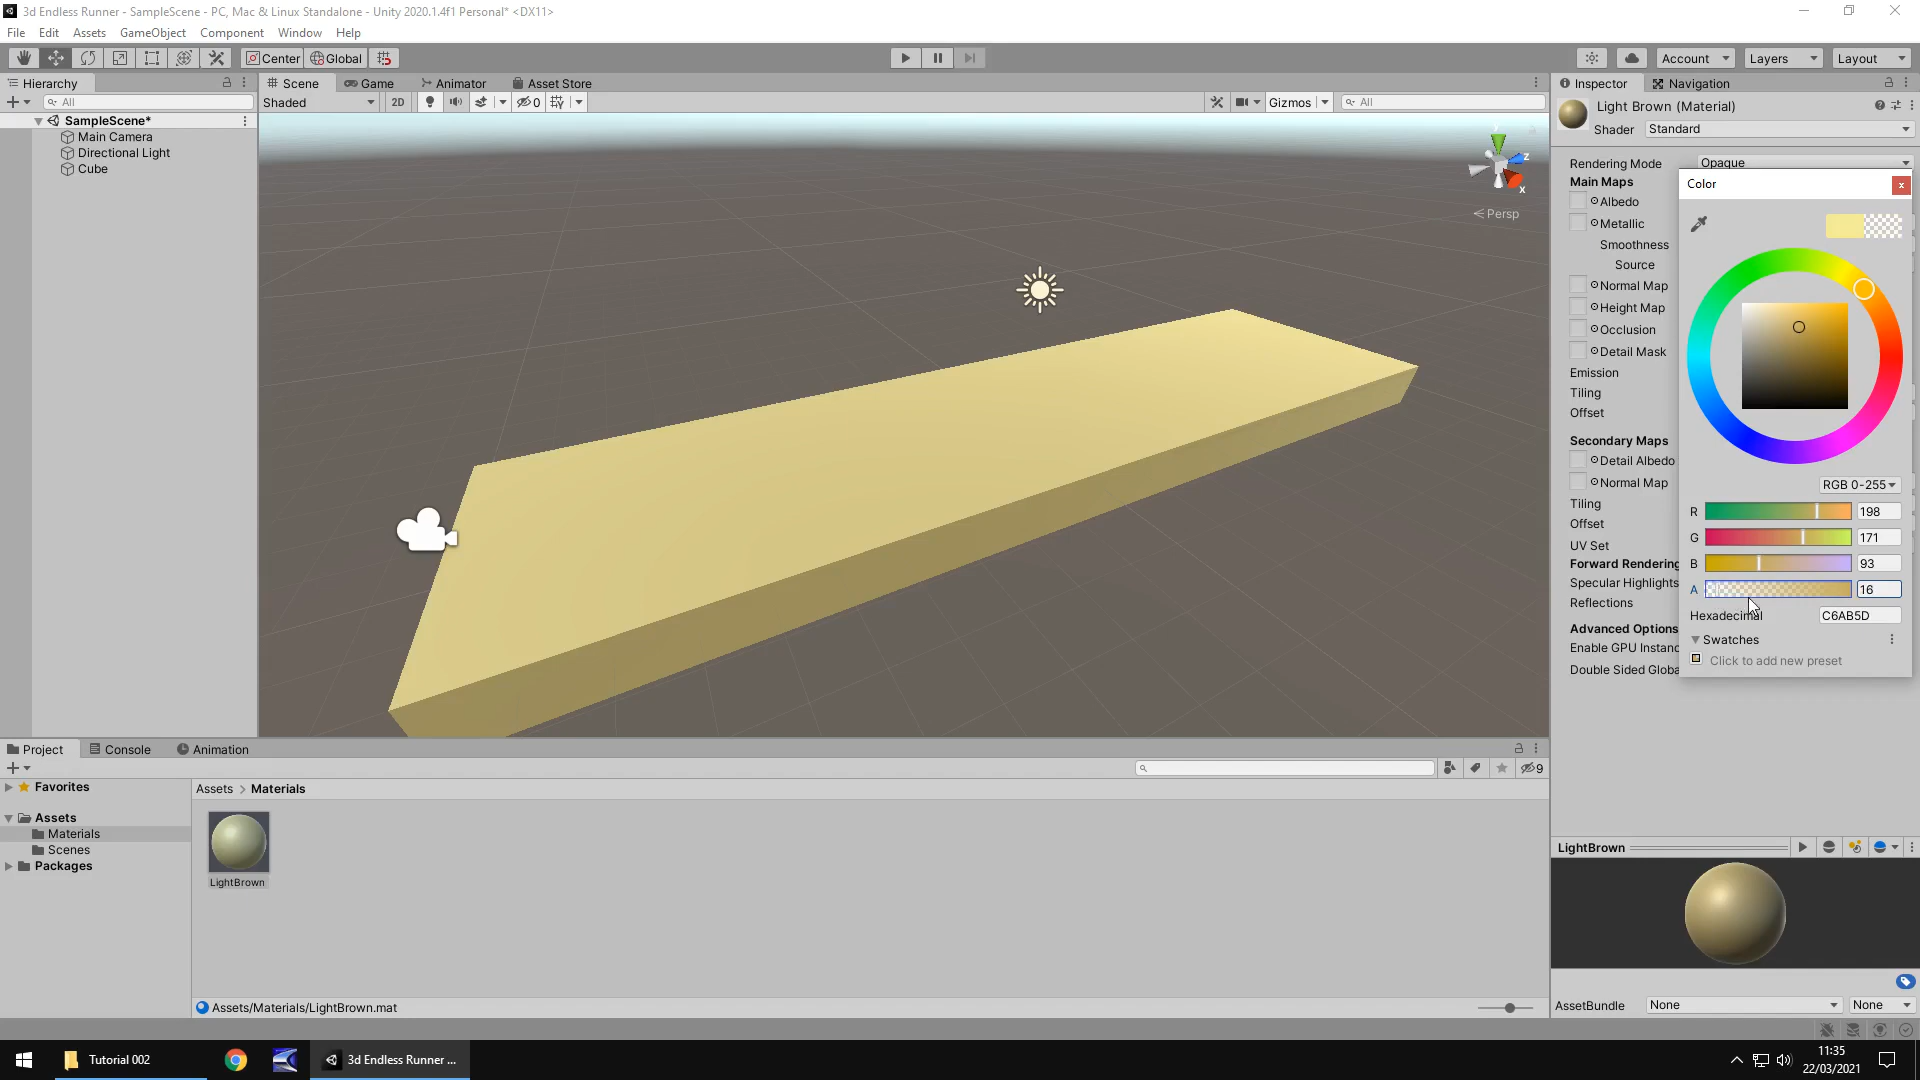 3d Endless Runner - SampleScene - PC, Mac & Linux Standalone - Unity 2020.1.4f1 Personal* <DX11>
File Edit Assets GameObject Component Window Help
Center Global Account Layers Layout
Hierarchy Scene Game Animator Asset Store Inspector Navigation
All Shaded 2D 0 Gizmos All
SampleScene*
Main Camera
Directional Light
Cube
z
x
Persp
Light Brown (Material)
Shader Standard
Rendering Mode Opaque
Main Maps
Albedo
Metallic
Smoothness
Source
Normal Map
Height Map
Occlusion
Detail Mask
Emission
Tiling
Offset
Secondary Maps
Detail Albedo
Normal Map
Tiling
Offset
UV Set
Forward Rendering
Specular Highlights
Reflections
Advanced Options
Enable GPU Instanc
Double Sided Globa
Color
x
RGB 0-255
R 198
G 171
B 93
A 16
Hexadecimal C6AB5D
Swatches
Click to add new preset
Project Console Animation
9
Favorites
Assets
Materials
Scenes
Packages
Assets > Materials
LightBrown
Assets/Materials/LightBrown.mat
LightBrown
AssetBundle None None
Tutorial 002
3d Endless Runner ...
11:35
22/03/2021